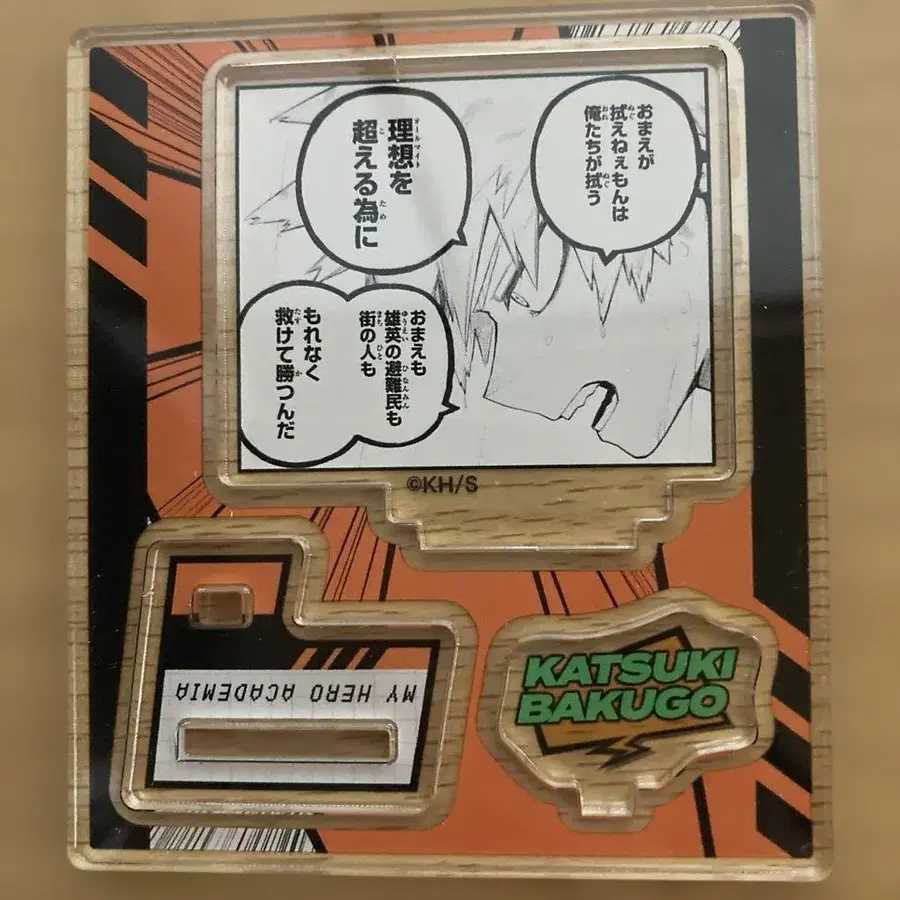 おまえが
拭えねぇもんは
俺たちが拭う
理想を
超える為に
おまえも
雄英の避難民も
街の人も
もれなく
救けて勝つんだ
©KH/S
MY HERO ACADEMIA
KATSUKI
BAKUGO